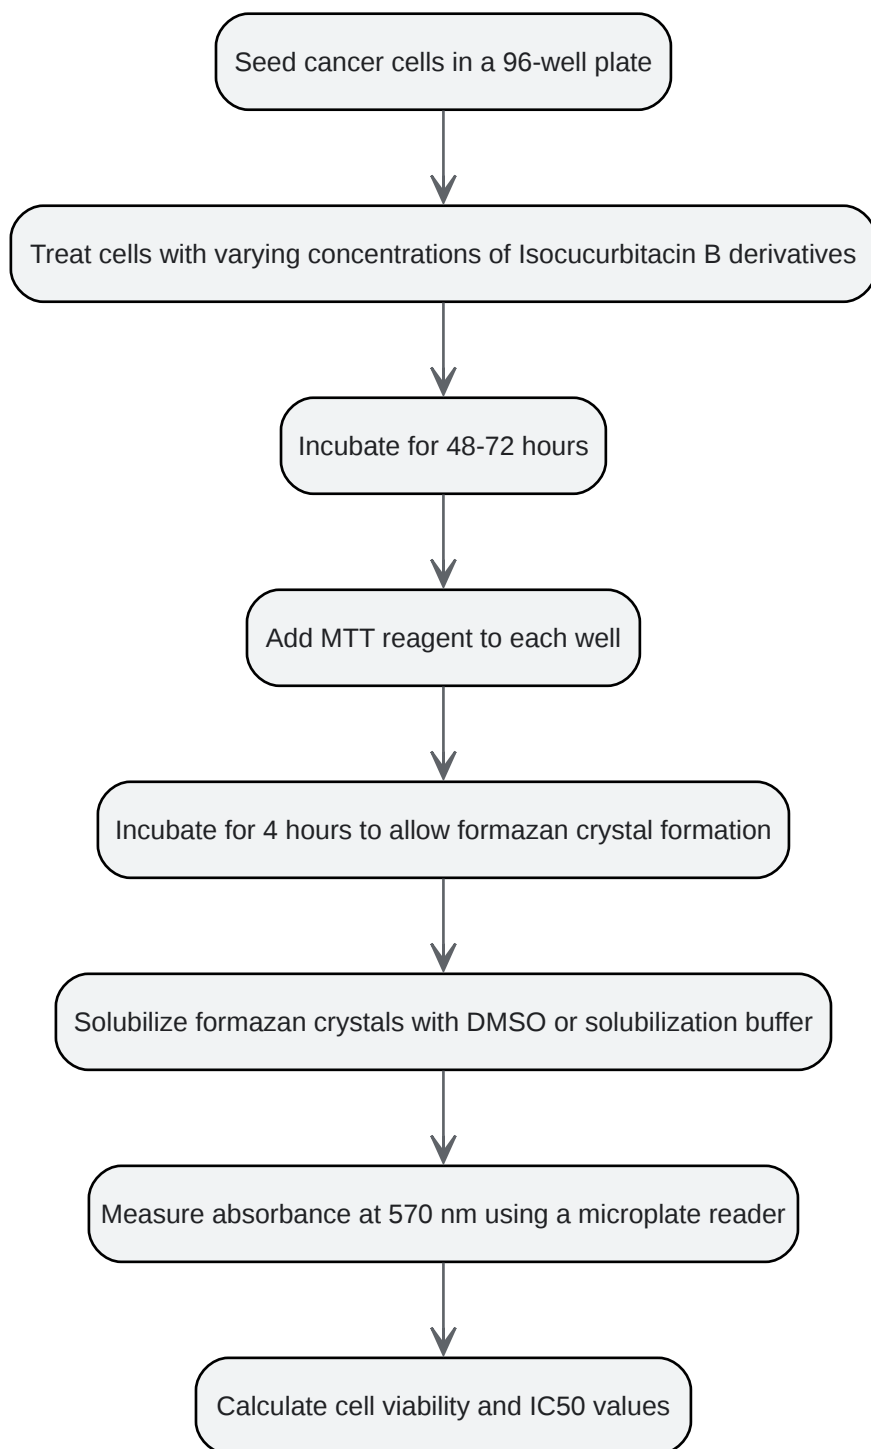 Seed cancer cells in a 96-well plate
Treat cells with varying concentrations of Isocucurbitacin B derivatives
Incubate for 48-72 hours
Add MTT reagent to each well
Incubate for 4 hours to allow formazan crystal formation
Solubilize formazan crystals with DMSO or solubilization buffer
Measure absorbance at 570 nm using a microplate reader
Calculate cell viability and IC50 values